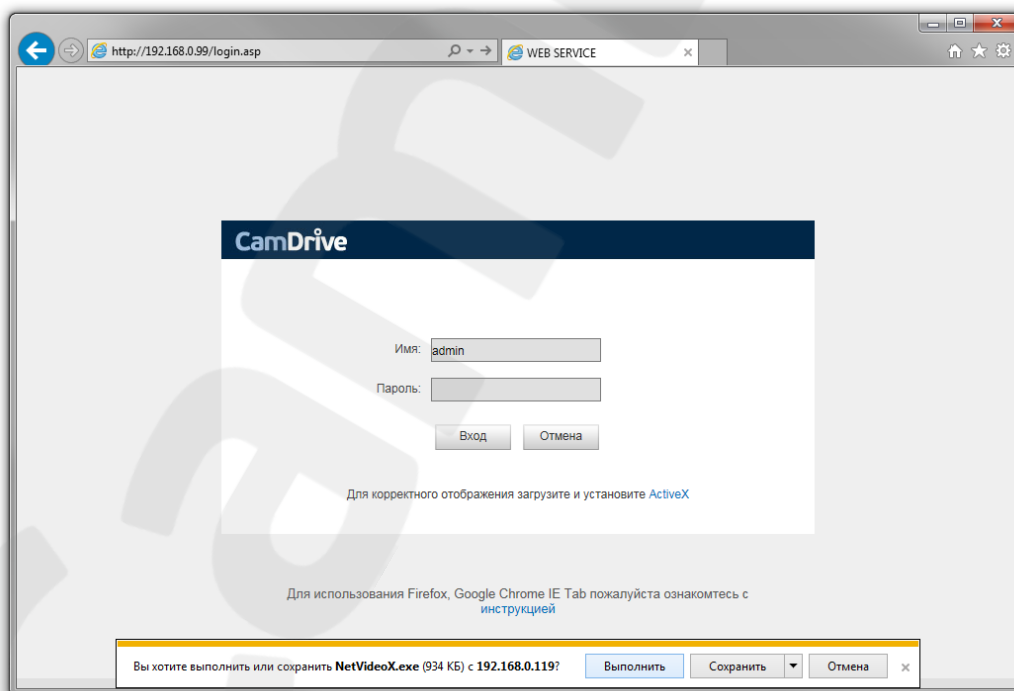 http://192.168.0.99/login.asp
WEB SERVICE
CamDrive
Имя: admin
Пароль:
Вход Отмена
Для корректного отображения загрузите и установите ActiveX
Для использования Firefox, Google Chrome IE Tab пожалуйста ознакомтесь с
инструкцией
Вы хотите выполнить или сохранить NetVideoX.exe (934 КБ) с 192.168.0.119? Выполнить Сохранить Отмена